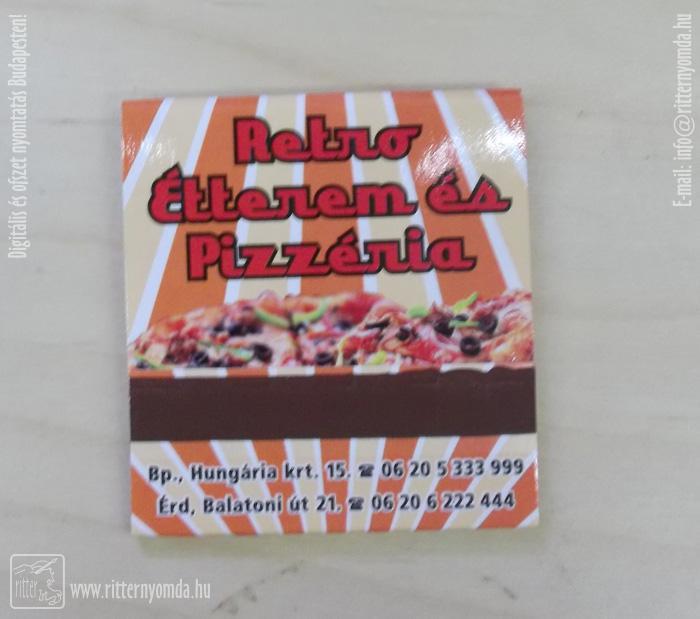 Retro
Étterem és
Pizzéria
Bp., Hungária krt. 15. ☎ 06 20 5 333 999
Érd, Balatoni út 21. ☎ 06 20 6 222 444
Digitális és ofszet nyomtatás Budapesten!
E-mail: info@ritternyomda.hu
ritter
www.ritternyomda.hu